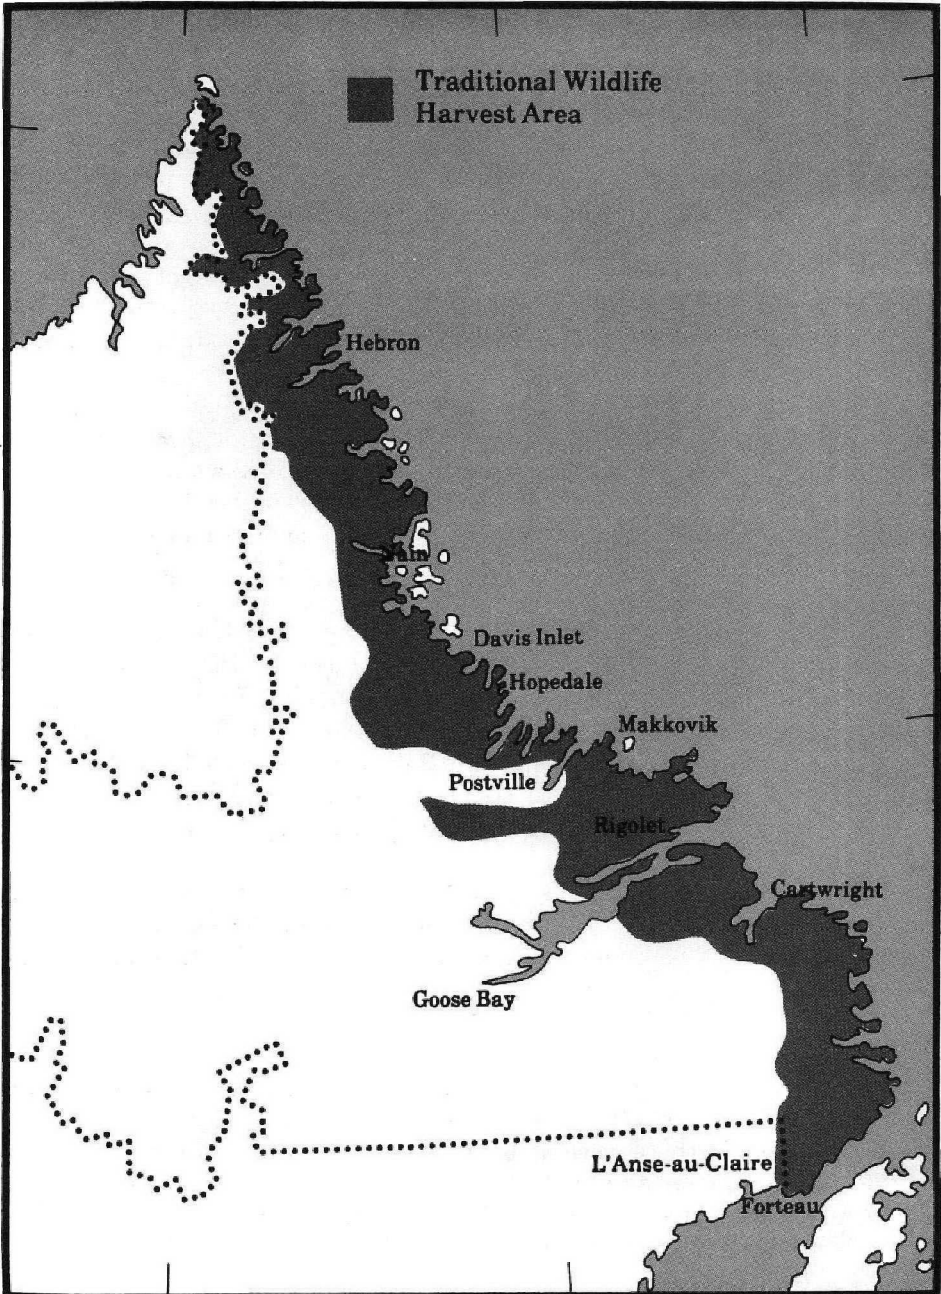 Traditional Wildlife
Harvest Area
Hebron
Nain
Davis Inlet
Hopedale
Makkovik
Postville
Rigolet
Cartwright
Goose Bay
L'Anse-au-Claire
Forteau